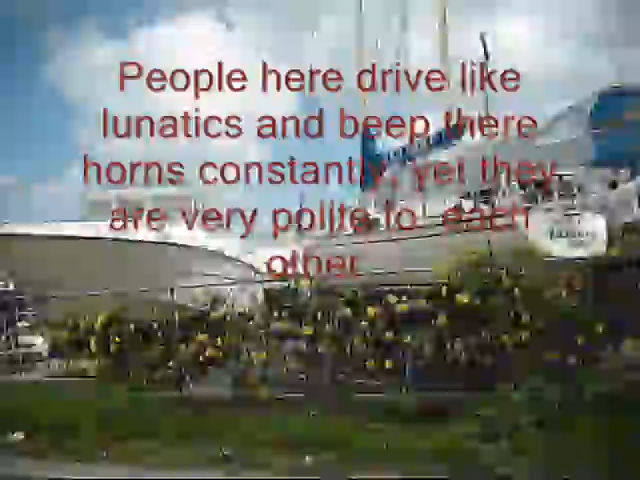 People here drive like
lunatics and beep there
horns constantly, yet they
are very polite to each
other